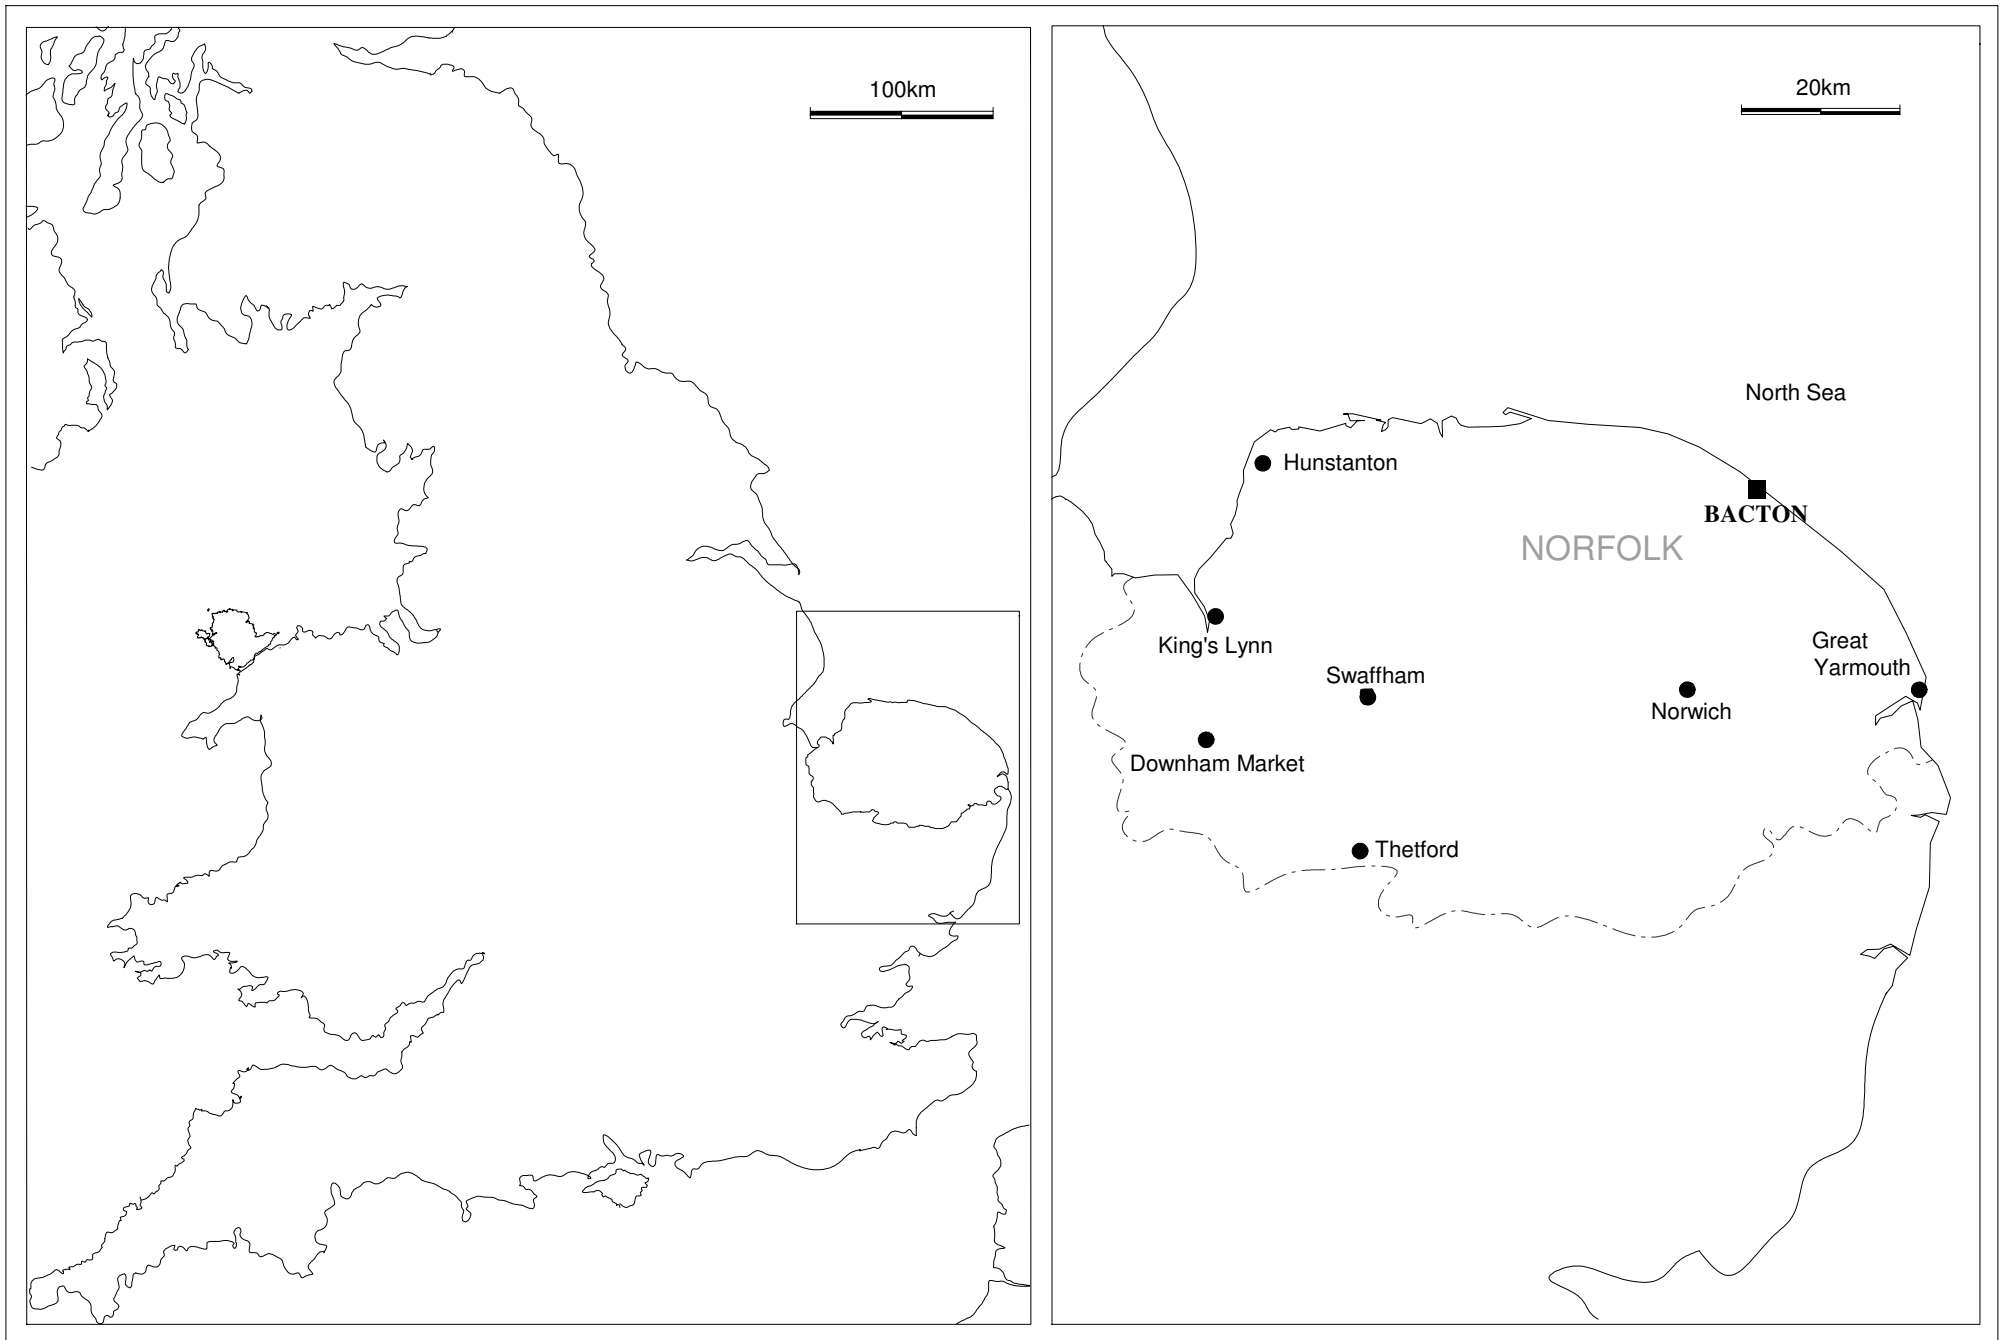 100km
20km
North Sea
Hunstanton
BACTON
NORFOLK
King's Lynn
Great
Yarmouth
Swaffham
Norwich
Downham Market
Thetford